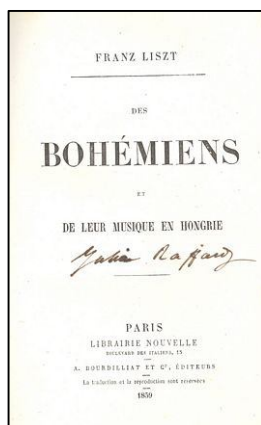 FRANZ LISZT
DES
BOHÉMIENS
ET
DE LEUR MUSIQUE EN HONGRIE
PARIS
LIBRAIRIE NOUVELLE
BOULEVARD DES ITALIENS, 15
A. BOURDILLIAT ET Cie, ÉDITEURS
La traduction et la reproduction sont réservées
1859